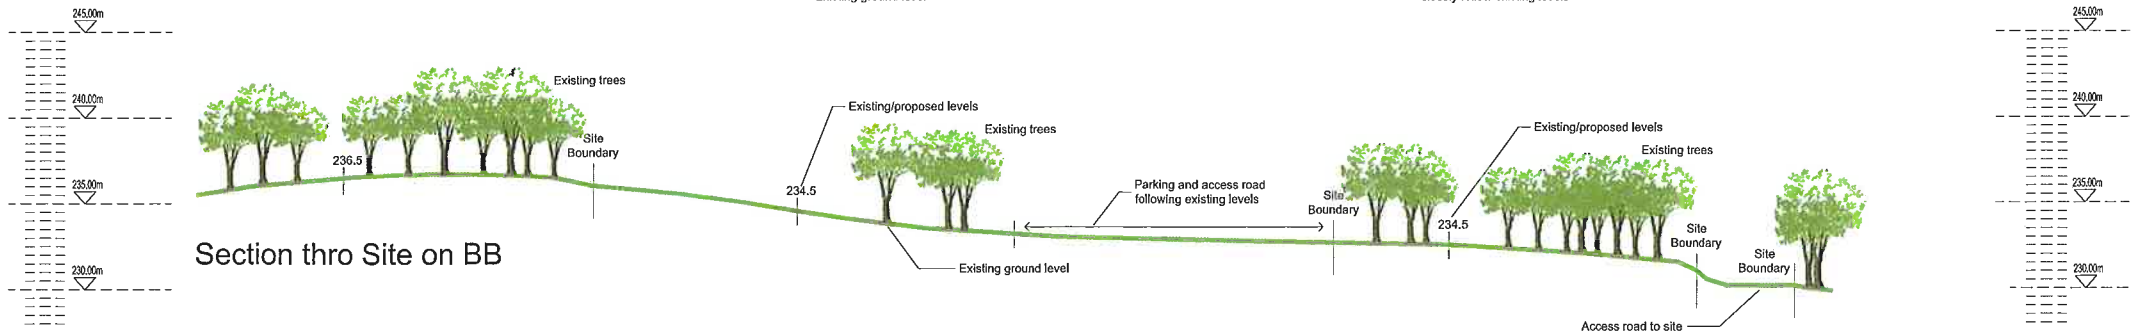 245.00m
240.00m
235.00m
230.00m
Existing trees
Site
Boundary
236.5
Existing/proposed levels
234.5
Existing trees
Existing ground level
Parking and access road
following existing levels
Site
Boundary
Existing/proposed levels
234.5
Existing trees
Site
Boundary
Site
Boundary
Access road to site
245.00m
240.00m
235.00m
230.00m
Section thro Site on BB